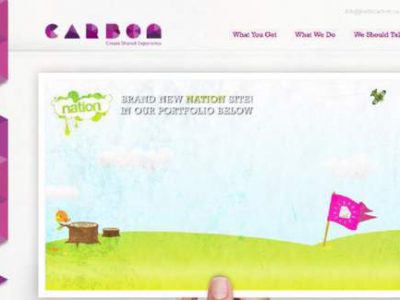 CARBON
Create Shared Experience
What You Get
What We Do
We Should Tal
nation
BRAND NEW NATION SITE!
IN OUR PORTFOLIO BELOW